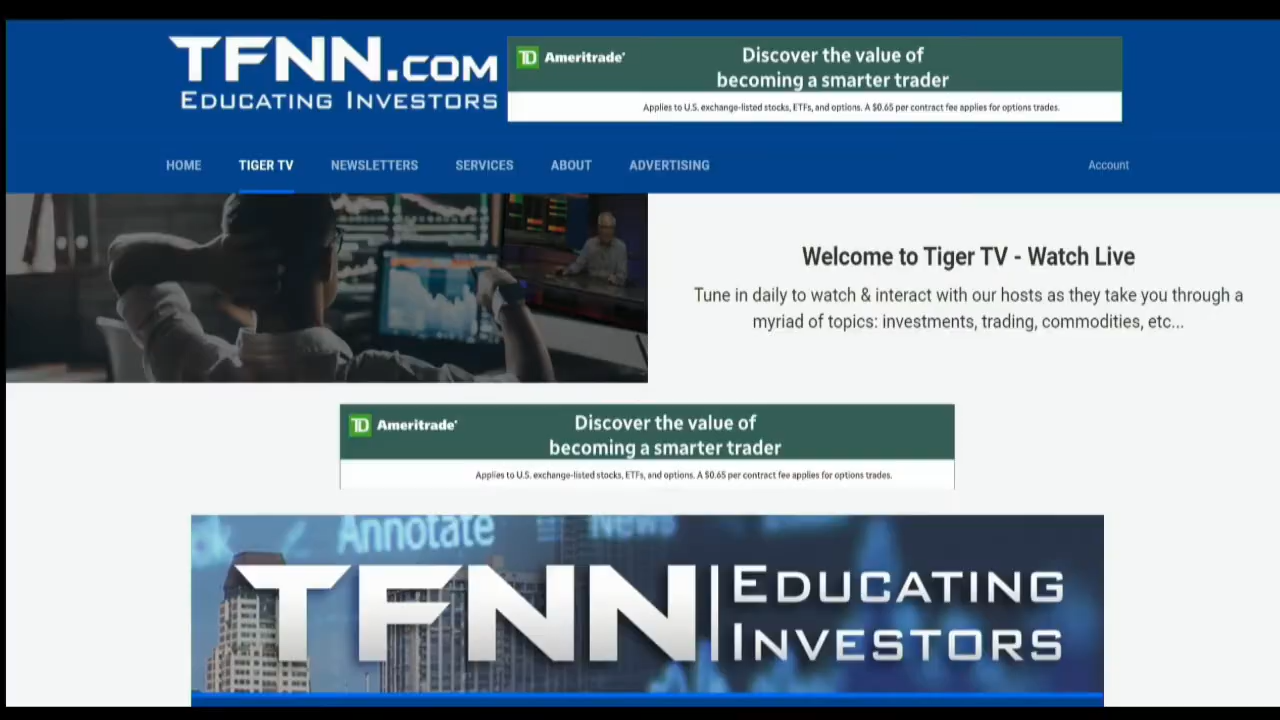 TFNN.COM
EDUCATING INVESTORS
TD Ameritrade
Discover the value of
becoming a smarter trader
Applies to U.S. exchange-listed stocks, ETFs, and options. A $0.65 per contract fee applies for options trades.
HOME TIGER TV NEWSLETTERS SERVICES ABOUT ADVERTISING Account
Welcome to Tiger TV - Watch Live
Tune in daily to watch & interact with our hosts as they take you through a
myriad of topics: investments, trading, commodities, etc...
TD Ameritrade
Discover the value of
becoming a smarter trader
Applies to U.S. exchange-listed stocks, ETFs, and options. A $0.65 per contract fee applies for options trades.
Annotate News
TFNN EDUCATING
INVESTORS